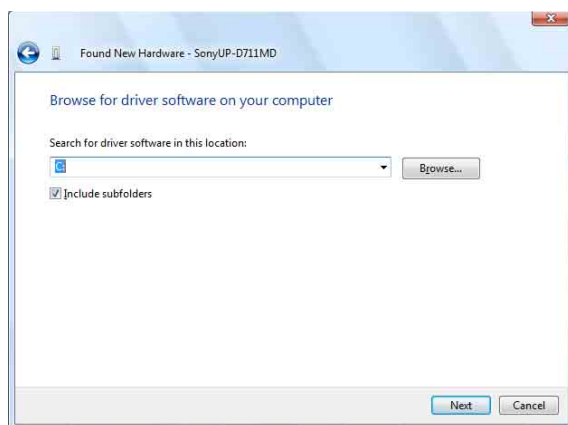 Found New Hardware - SonyUP-D711MD
Browse for driver software on your computer
Search for driver software in this location:
C:
Browse...
Include subfolders
Next
Cancel